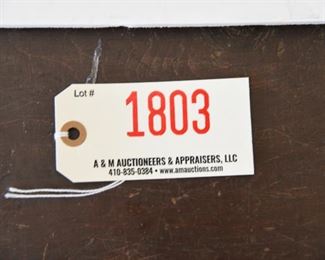 Lot #
1803
A & M AUCTIONEERS & APPRAISERS, LLC
410-835-0384 • www.amauctions.com